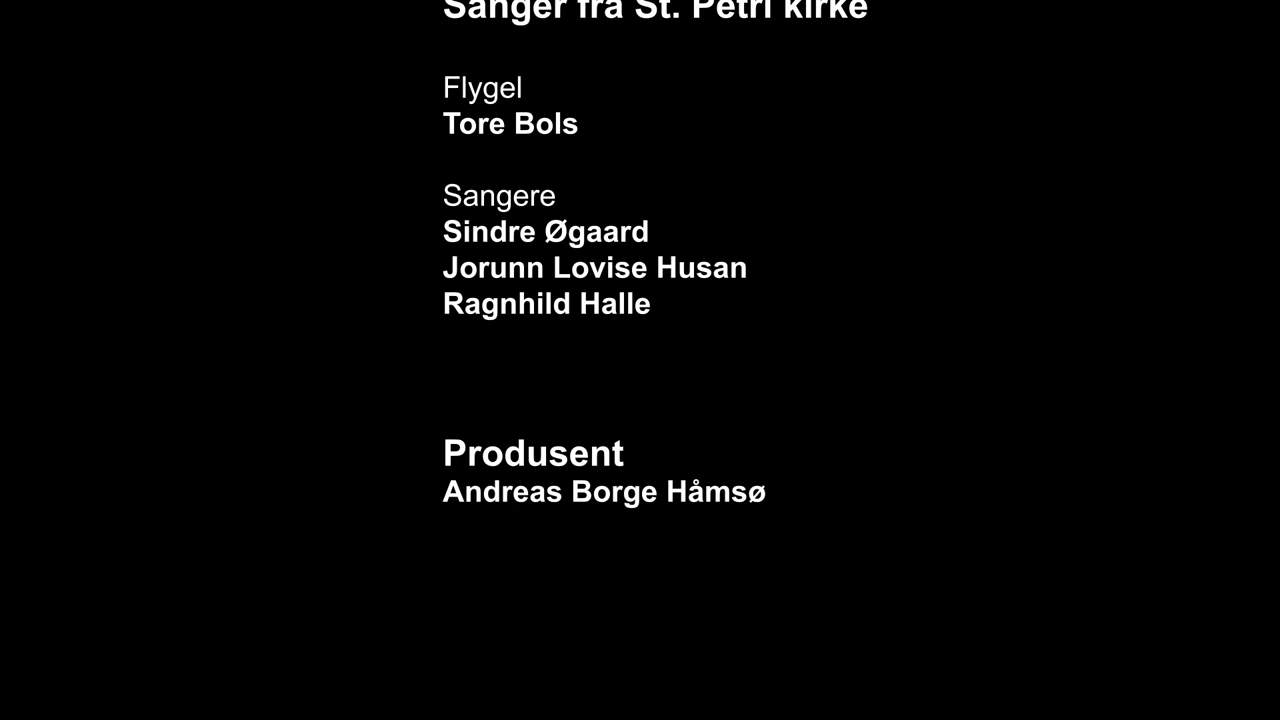 Sanger fra St. Petri kirke
Flygel
Tore Bols
Sangere
Sindre Øgaard
Jorunn Lovise Husan
Ragnhild Halle
Produsent
Andreas Borge Håmsø